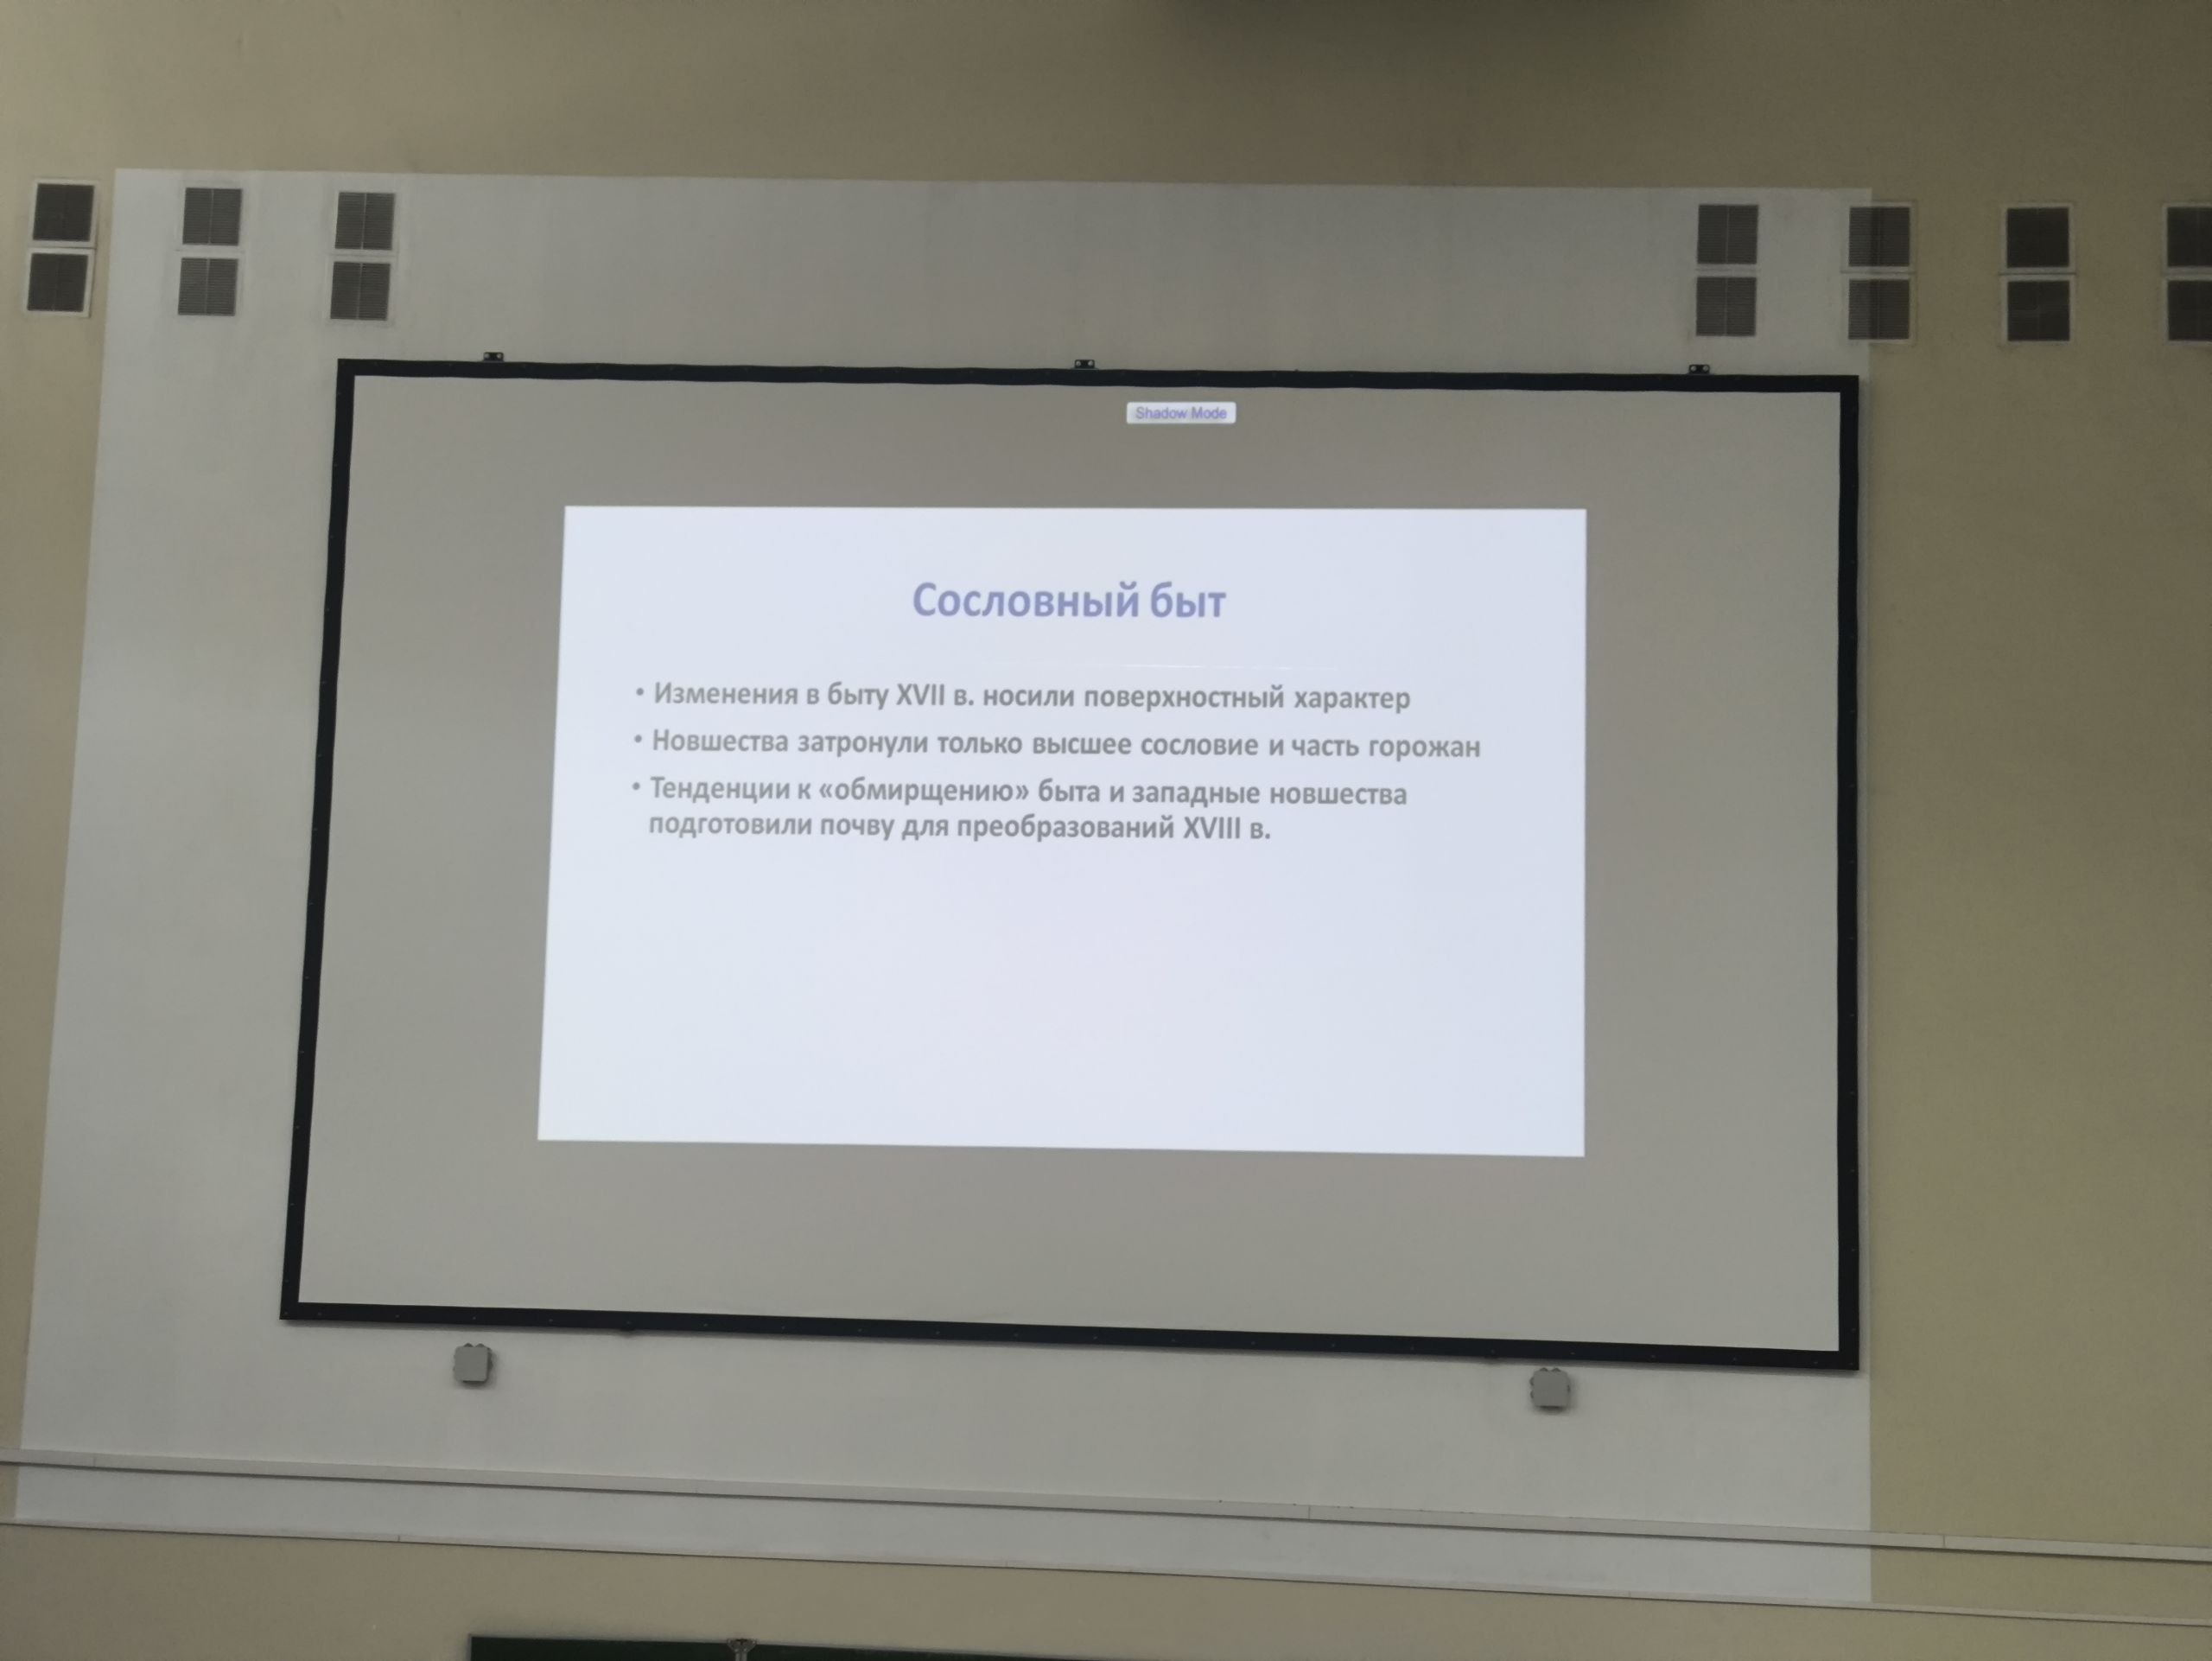 Shadow Mode
Сословный быт
• Изменения в быту XVII в. носили поверхностный характер
• Новшества затронули только высшее сословие и часть горожан
• Тенденции к «обмирщению» быта и западные новшества
подготовили почву для преобразований XVIII в.